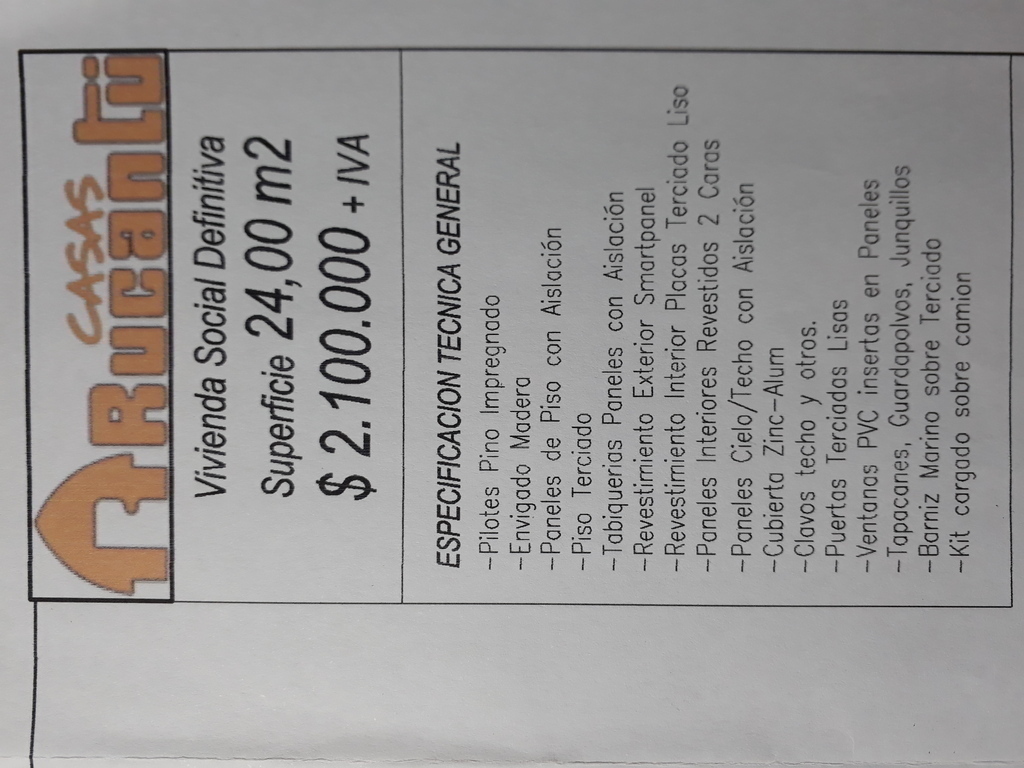 CASAS
Rucantü
Vivienda Social Definitiva
Superficie 24,00 m2
$ 2.100.000 + IVA
ESPECIFICACION TECNICA GENERAL
-Pilotes Pino Impregnado
-Envigado Madera
-Paneles de Piso con Aislación
-Piso Terciado
-Tabiquerias Paneles con Aislación
-Revestimiento Exterior Smartpanel
-Revestimiento Interior Placas Terciado Liso
-Paneles Interiores Revestidos 2 Caras
-Paneles Cielo/Techo con Aislación
-Cubierta Zinc-Alum
-Clavos techo y otros.
-Puertas Terciadas Lisas
-Ventanas PVC insertas en Paneles
-Tapacanes, Guardapolvos, Junquillos
-Barniz Marino sobre Terciado
-Kit cargado sobre camion